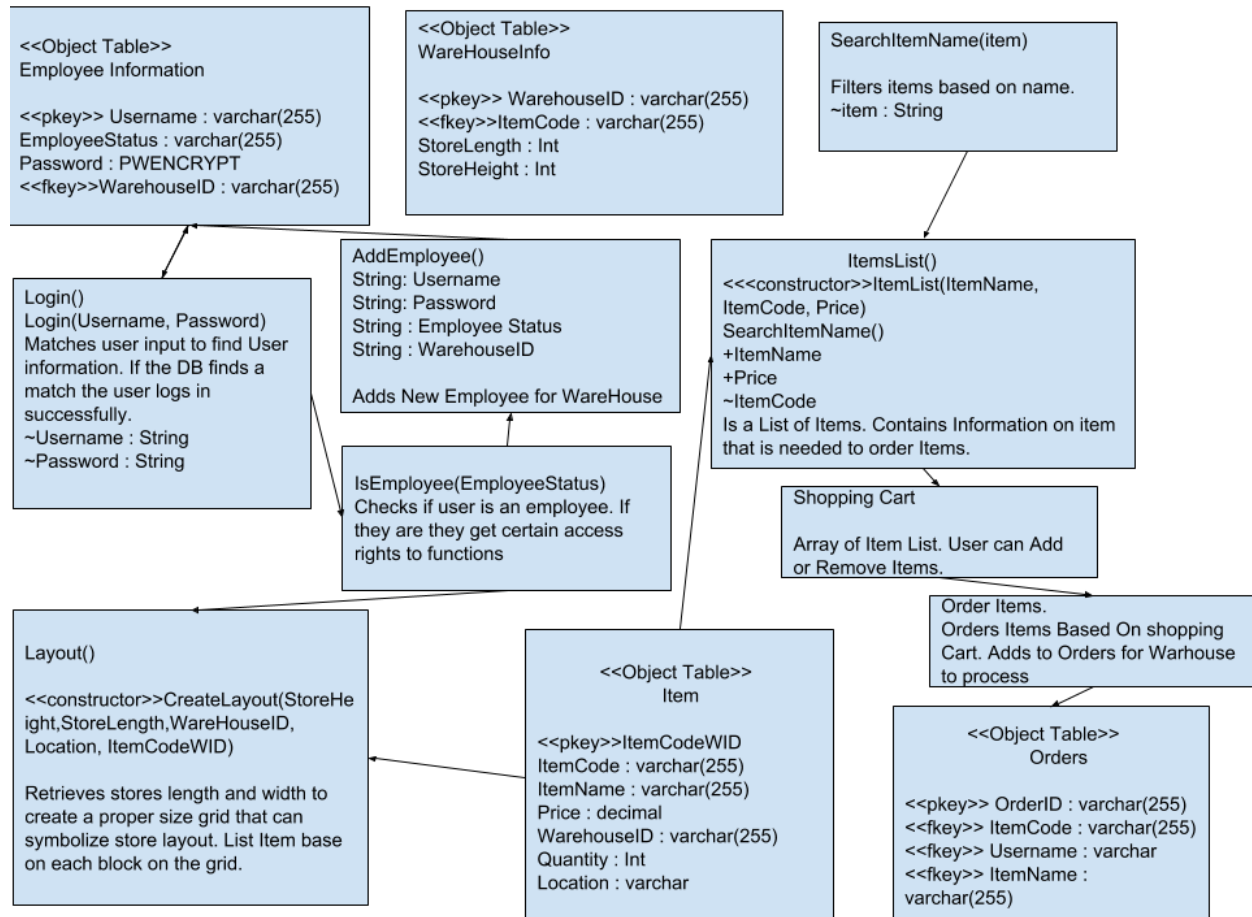 <<Object Table>>
Employee Information
<<pkey>> Username : varchar(255)
EmployeeStatus : varchar(255)
Password : PWENCRYPT
<<fkey>>WarehouseID : varchar(255)
<<Object Table>>
WareHouseInfo
<<pkey>> WarehouseID : varchar(255)
<<fkey>>ItemCode : varchar(255)
StoreLength : Int
StoreHeight : Int
SearchItemName(item)
Filters items based on name.
~item : String
Login()
Login(Username, Password)
Matches user input to find User
information. If the DB finds a
match the user logs in
successfully.
~Username : String
~Password : String
AddEmployee()
String: Username
String: Password
String : Employee Status
String : WarehouseID
Adds New Employee for WareHouse
ItemsList()
<<<constructor>>ItemList(ItemName,
ItemCode, Price)
SearchItemName()
+ItemName
+Price
~ItemCode
Is a List of Items. Contains Information on item
that is needed to order Items.
IsEmployee(EmployeeStatus)
Checks if user is an employee. If
they are they get certain access
rights to functions
Shopping Cart
Array of Item List. User can Add
or Remove Items.
Order Items.
Orders Items Based On shopping
Cart. Adds to Orders for Warhouse
to process
Layout()
<<constructor>>CreateLayout(StoreHe
ight,StoreLength,WareHouseID,
Location, ItemCodeWID)
Retrieves stores length and width to
create a proper size grid that can
symbolize store layout. List Item base
on each block on the grid.
<<Object Table>>
Item
<<pkey>>ItemCodeWID
ItemCode : varchar(255)
ItemName : varchar(255)
Price : decimal
WarehouseID : varchar(255)
Quantity : Int
Location : varchar
<<Object Table>>
Orders
<<pkey>> OrderID : varchar(255)
<<fkey>> ItemCode : varchar(255)
<<fkey>> Username : varchar
<<fkey>> ItemName :
varchar(255)